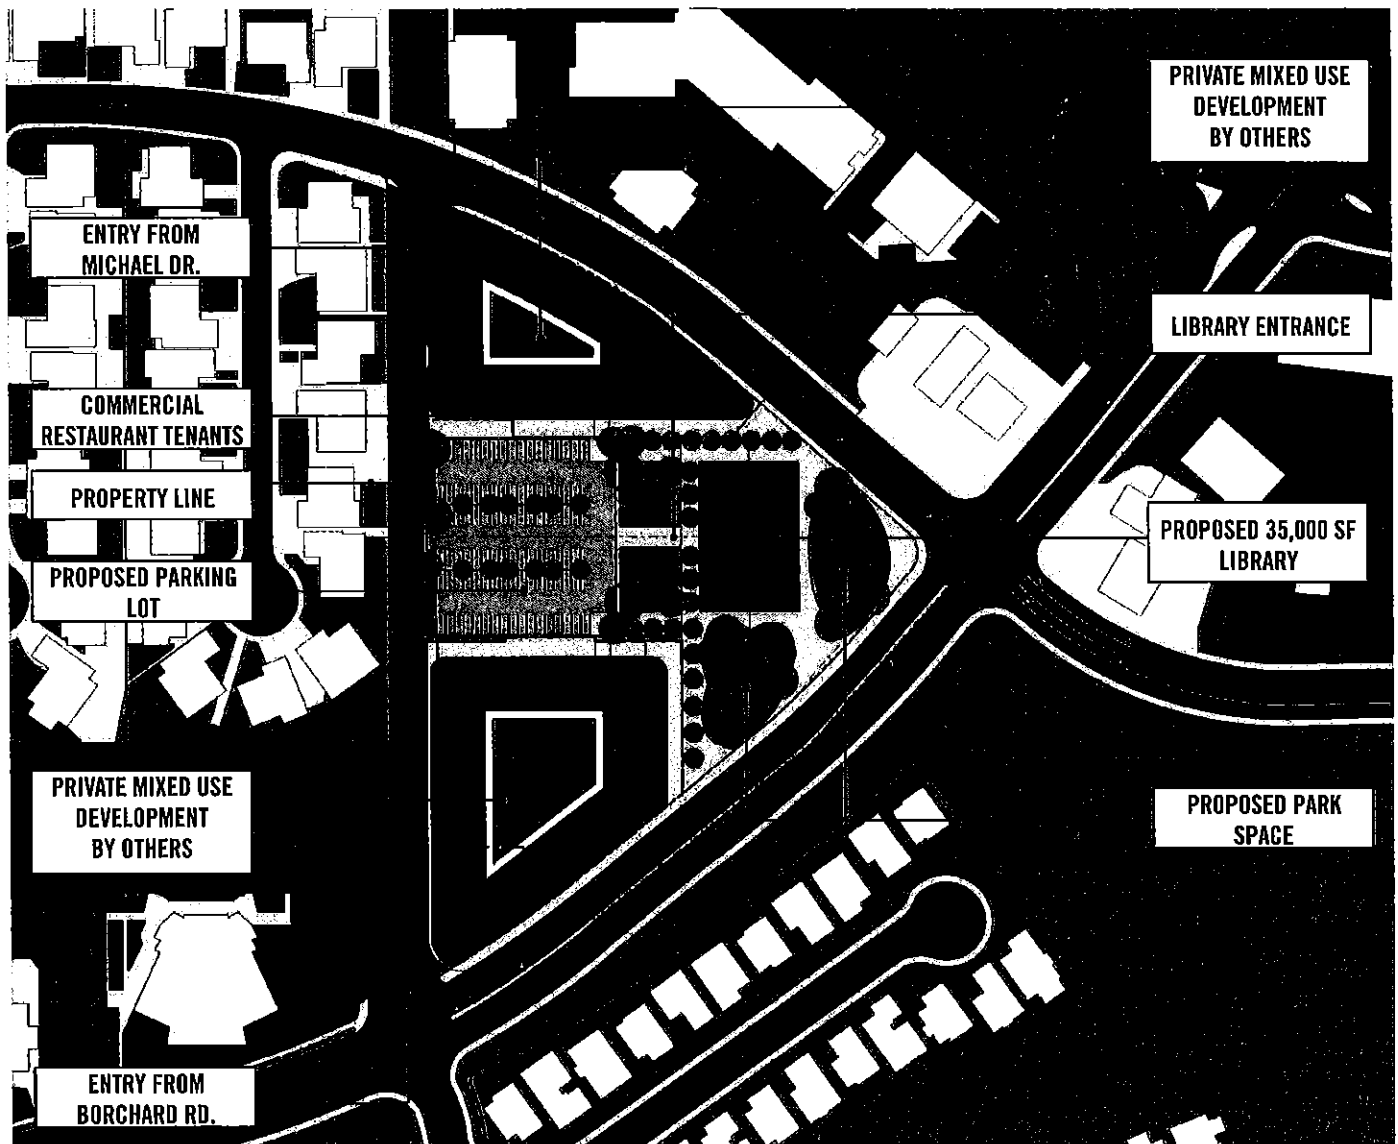 PRIVATE MIXED USE
DEVELOPMENT
BY OTHERS
ENTRY FROM
MICHAEL DR.
LIBRARY ENTRANCE
COMMERCIAL
RESTAURANT TENANTS
PROPERTY LINE
PROPOSED 35,000 SF
LIBRARY
PROPOSED PARKING
LOT
PRIVATE MIXED USE
DEVELOPMENT
BY OTHERS
PROPOSED PARK
SPACE
ENTRY FROM
BORCHARD RD.